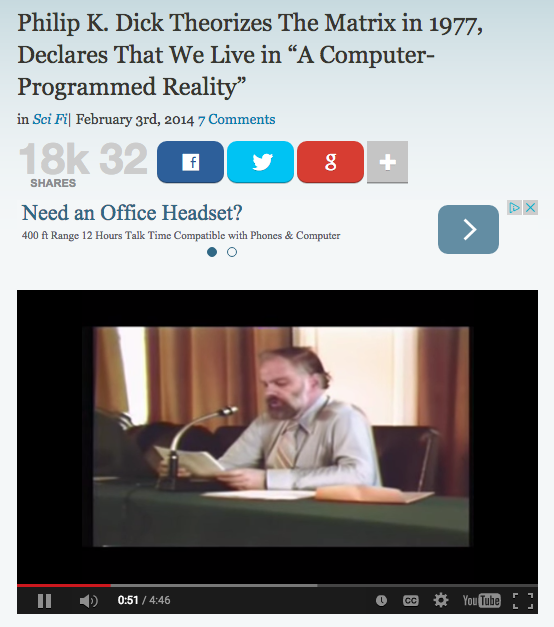 Philip K. Dick Theorizes The Matrix in 1977,
Declares That We Live in “A Computer-
Programmed Reality”
in Sci Fi| February 3rd, 2014 7 Comments
18k 32
SHARES
f
g
+
Need an Office Headset?
400 ft Range 12 Hours Talk Time Compatible with Phones & Computer
0:51 / 4:46
CC
YouTube